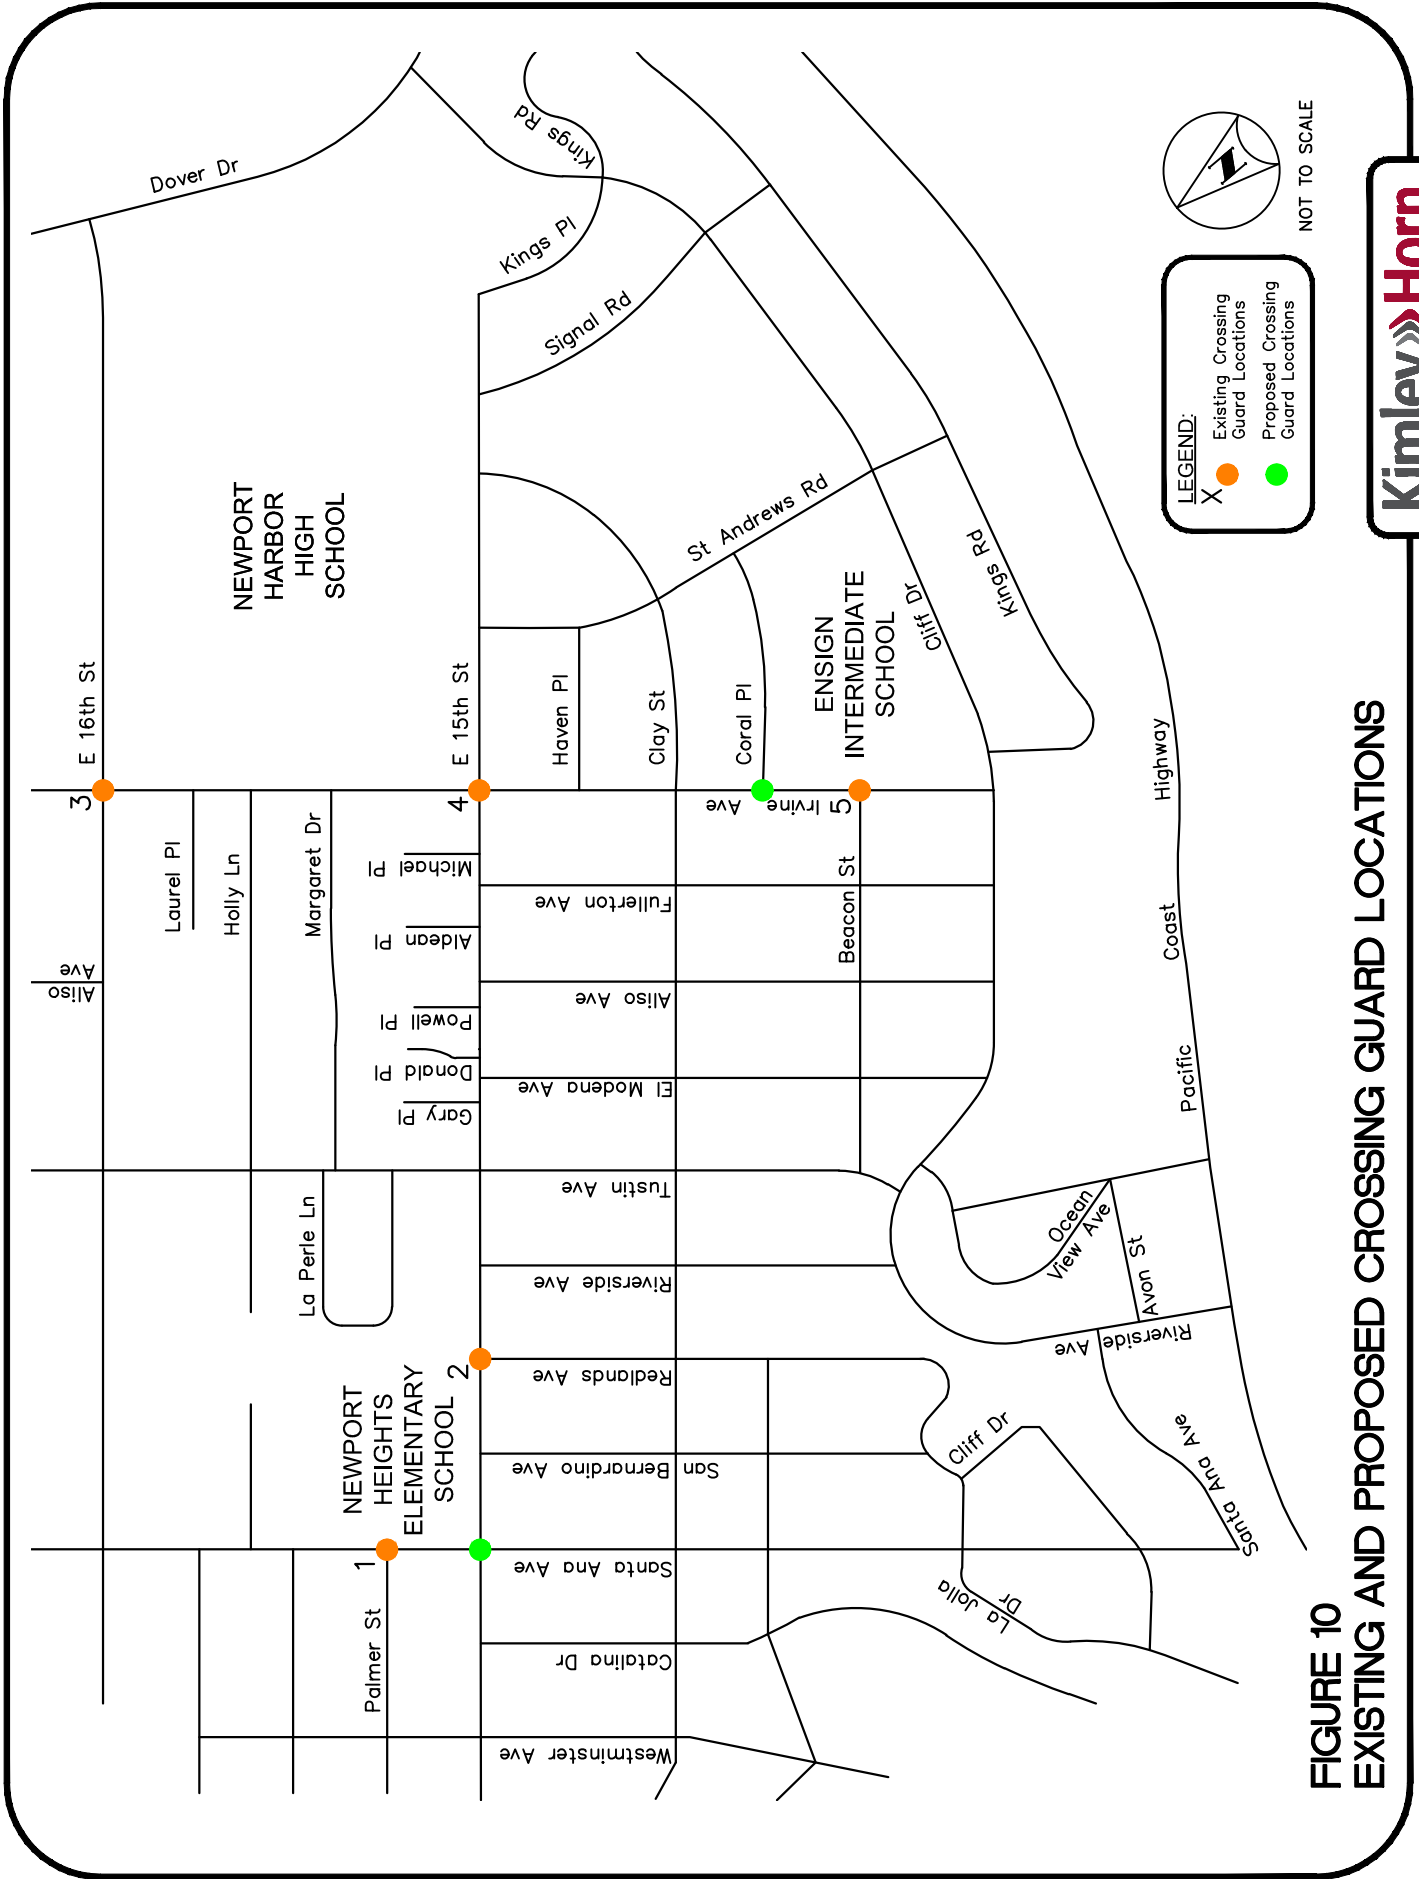 Dover Dr
E 16th St
NEWPORT
HARBOR
HIGH
SCHOOL
E 15th St
Kings Rd
Kings Pl
Signal Rd
St Andrews Rd
Haven Pl
Clay St
Coral Pl
ENSIGN
INTERMEDIATE
SCHOOL
Cliff Dr
Kings Rd
3
4
5
Irvine Ave
Laurel Pl
Holly Ln
Margaret Dr
Michael Pl
Aldean Pl
Powell Pl
Donald Pl
Gary Pl
Aliso
Ave
Fullerton Ave
Aliso Ave
El Modena Ave
Beacon St
Tustin Ave
Riverside Ave
La Perle Ln
NEWPORT
HEIGHTS
ELEMENTARY
SCHOOL
2
Redlands Ave
San Bernardino Ave
1
Palmer St
Santa Ana Ave
Catalina Dr
Westminster Ave
Ocean
View Ave
Avon St
Riverside Ave
Cliff Dr
La Jolla
Dr
Santa Ana Ave
Pacific Coast Highway
NOT TO SCALE
N
LEGEND:
X
Existing Crossing
Guard Locations
Proposed Crossing
Guard Locations
Kimley»Horn
FIGURE 10
EXISTING AND PROPOSED CROSSING GUARD LOCATIONS